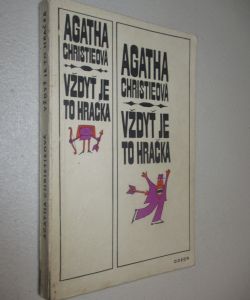 AGATHA CHRISTIEOVÁ VŽDYŤ JE TO HRAČKA
AGATHA
CHRISTIEOVÁ
VŽDYŤ JE
TO HRAČKA
AGATHA
CHRISTIEOVÁ
VŽDYŤ JE
TO HRAČKA
ODEON